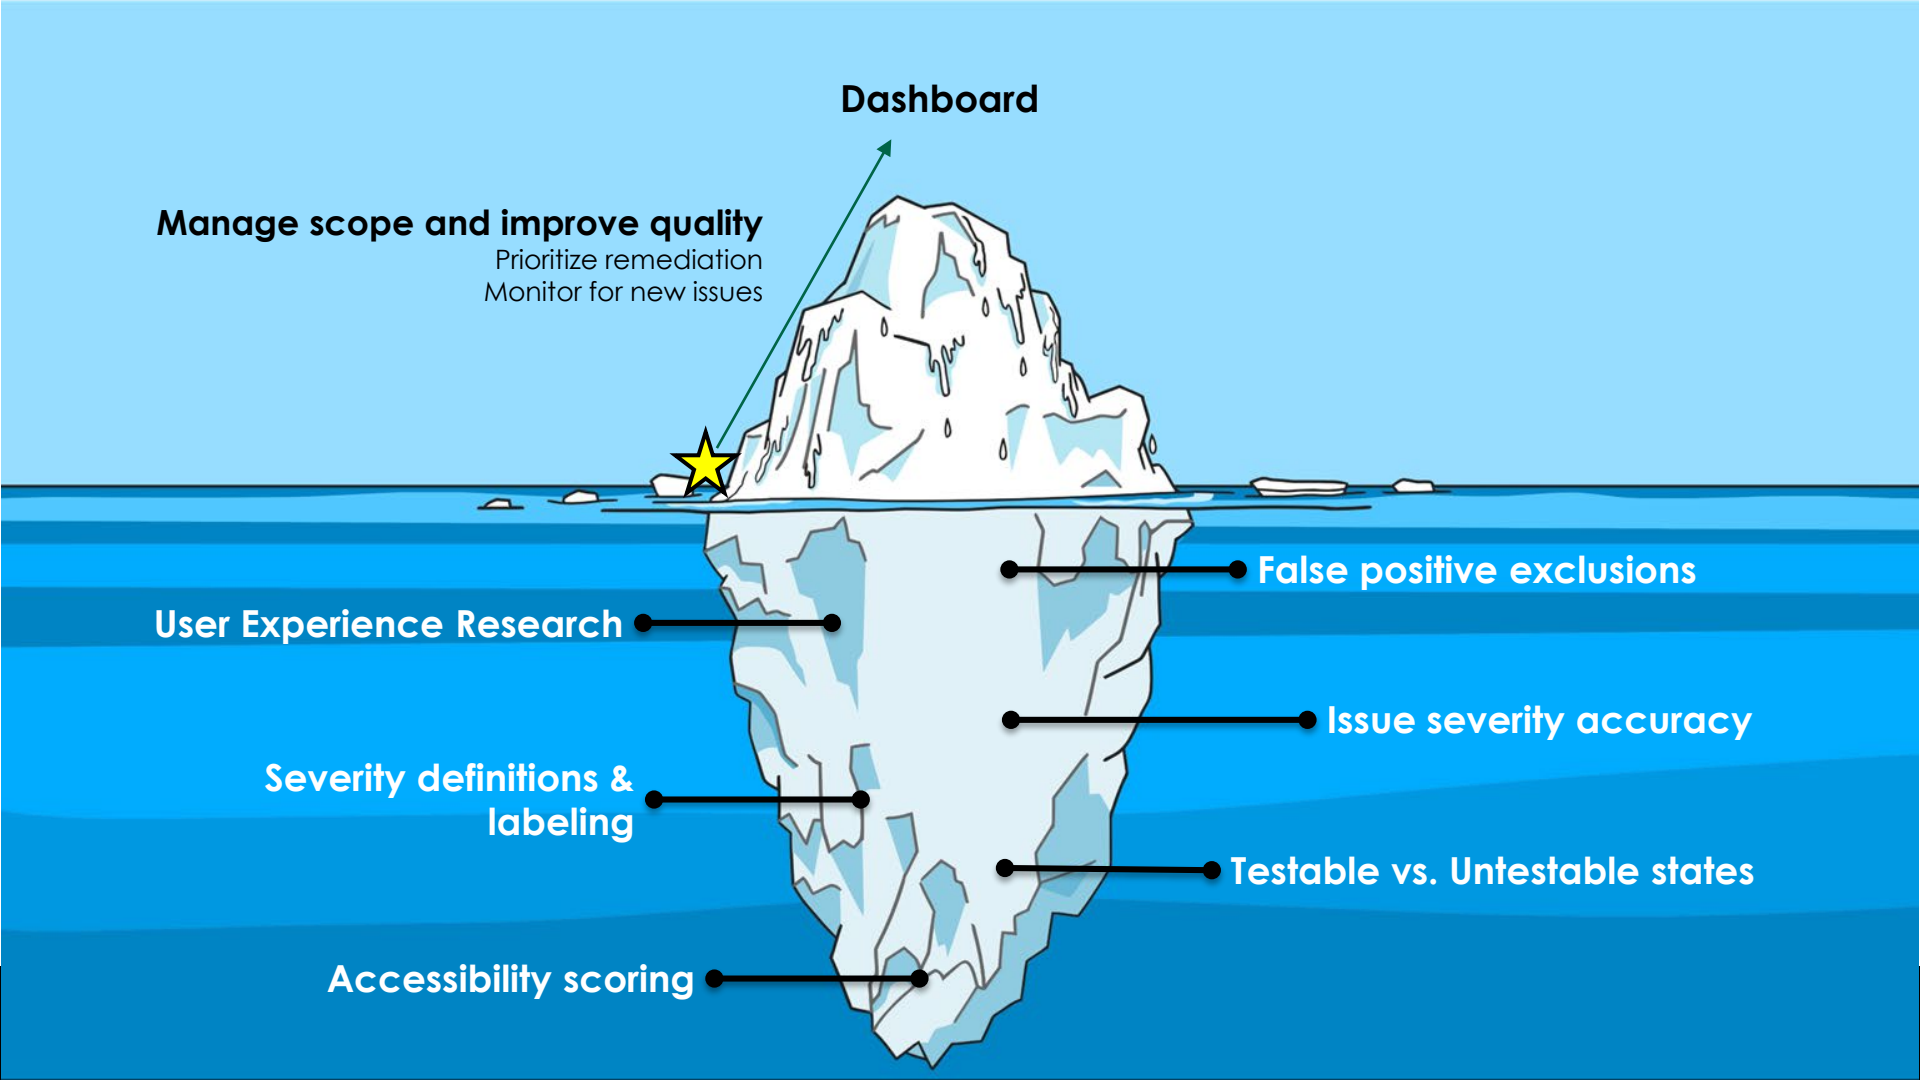 Dashboard
Manage scope and improve quality
Prioritize remediation
Monitor for new issues
False positive exclusions
User Experience Research
Issue severity accuracy
Severity definitions &
labeling
Testable vs. Untestable states
Accessibility scoring